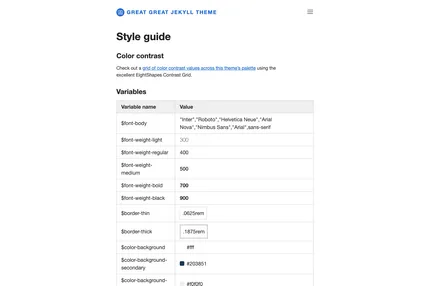 GREAT GREAT JEKYLL THEME
Style guide
Color contrast
Check out a grid of color contrast values across this theme's palette using the
excellent EightShapes Contrast Grid.
Variables
Variable name Value
$font-body "Inter","Roboto","Helvetica Neue","Arial
Nova","Nimbus Sans","Arial",sans-serif
$font-weight-light 300
$font-weight-regular 400
$font-weight-
medium 500
$font-weight-bold 700
$font-weight-black 900
$border-thin .0625rem
$border-thick .1875rem
$color-background #fff
$color-background-
secondary #203851
$color-background-
#f0f0f0